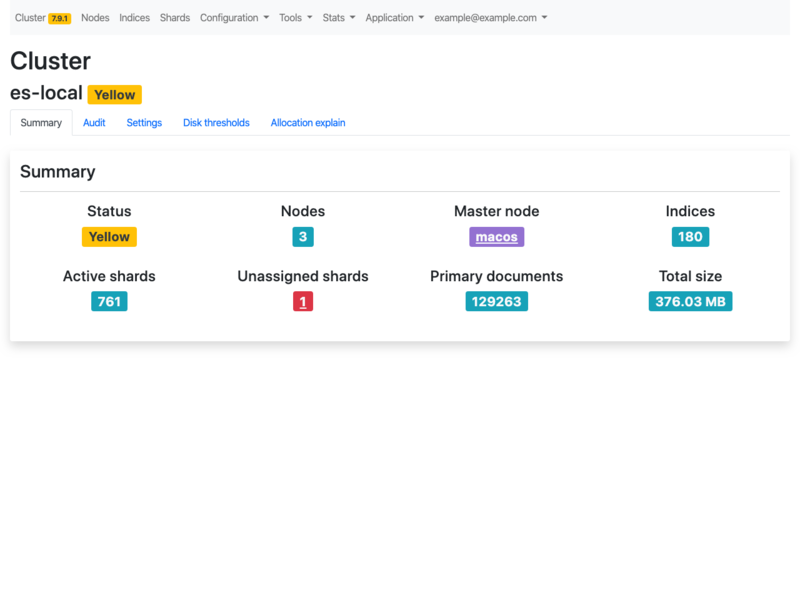 Cluster 7.9.1 Nodes Indices Shards Configuration Tools Stats Application example@example.com
Cluster
es-local Yellow
Summary Audit Settings Disk thresholds Allocation explain
Summary
Status Nodes Master node Indices
Yellow 3 macos 180
Active shards Unassigned shards Primary documents Total size
761 1 129263 376.03 MB